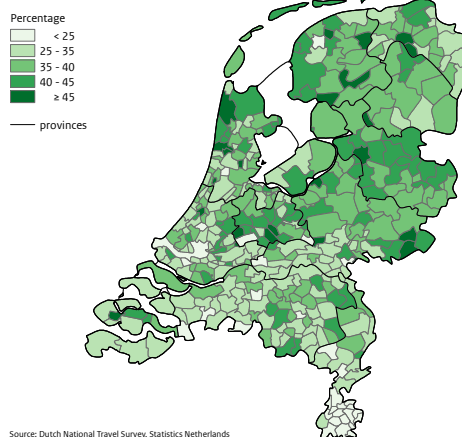 Percentage
< 25
25 - 35
35 - 40
40 - 45
≥ 45
provinces
Source: Dutch National Travel Survey, Statistics Netherlands